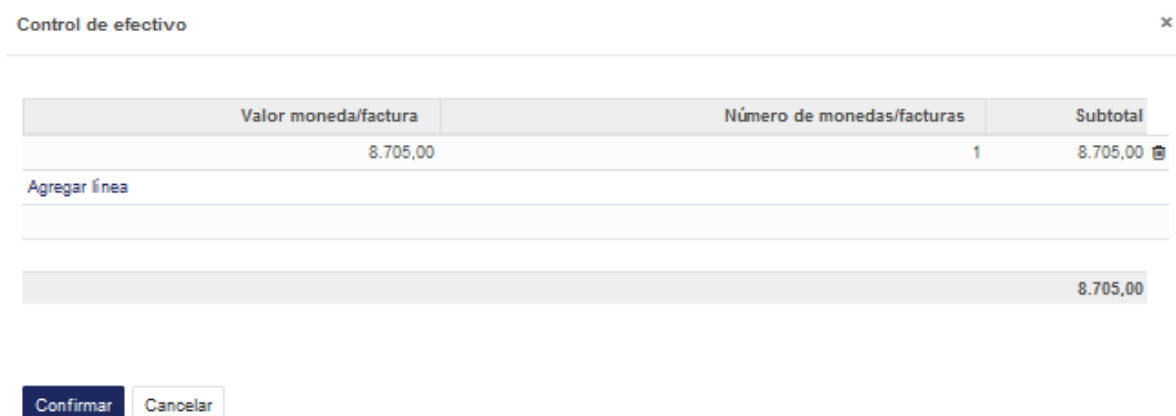 Control de efectivo ×
Valor moneda/factura Número de monedas/facturas Subtotal
8.705,00 1 8.705,00
Agregar línea
8.705,00
Confirmar Cancelar